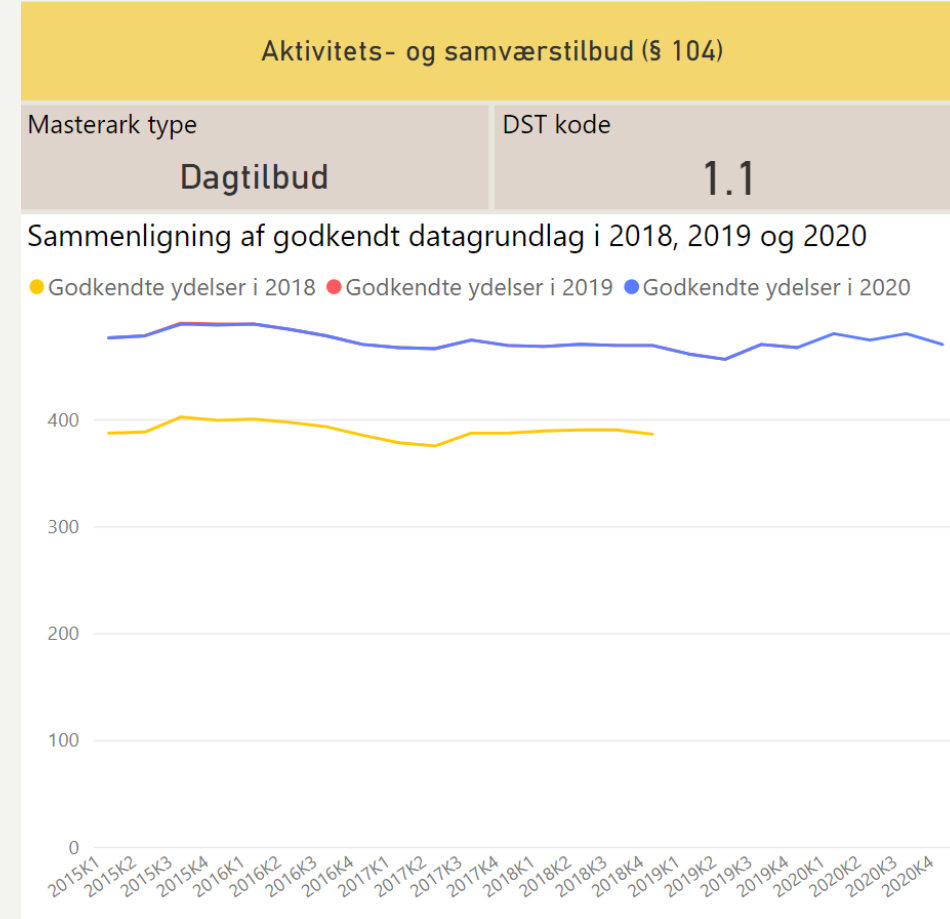 Aktivitets- og samværstilbud (§ 104)
Masterark type
DST kode
Dagtilbud
1.1
Sammenligning af godkendt datagrundlag i 2018, 2019 og 2020
Godkendte ydelser i 2018 Godkendte ydelser i 2019 Godkendte ydelser i 2020
400
300
200
100
0
2015K1 2015K2 2015K3 2015K4 2016K1 2016K2 2016K3 2016K4 2017K1 2017K2 2017K3 2017K4 2018K1 2018K2 2018K3 2018K4 2019K1 2019K2 2019K3 2019K4 2020K1 2020K2 2020K3 2020K4